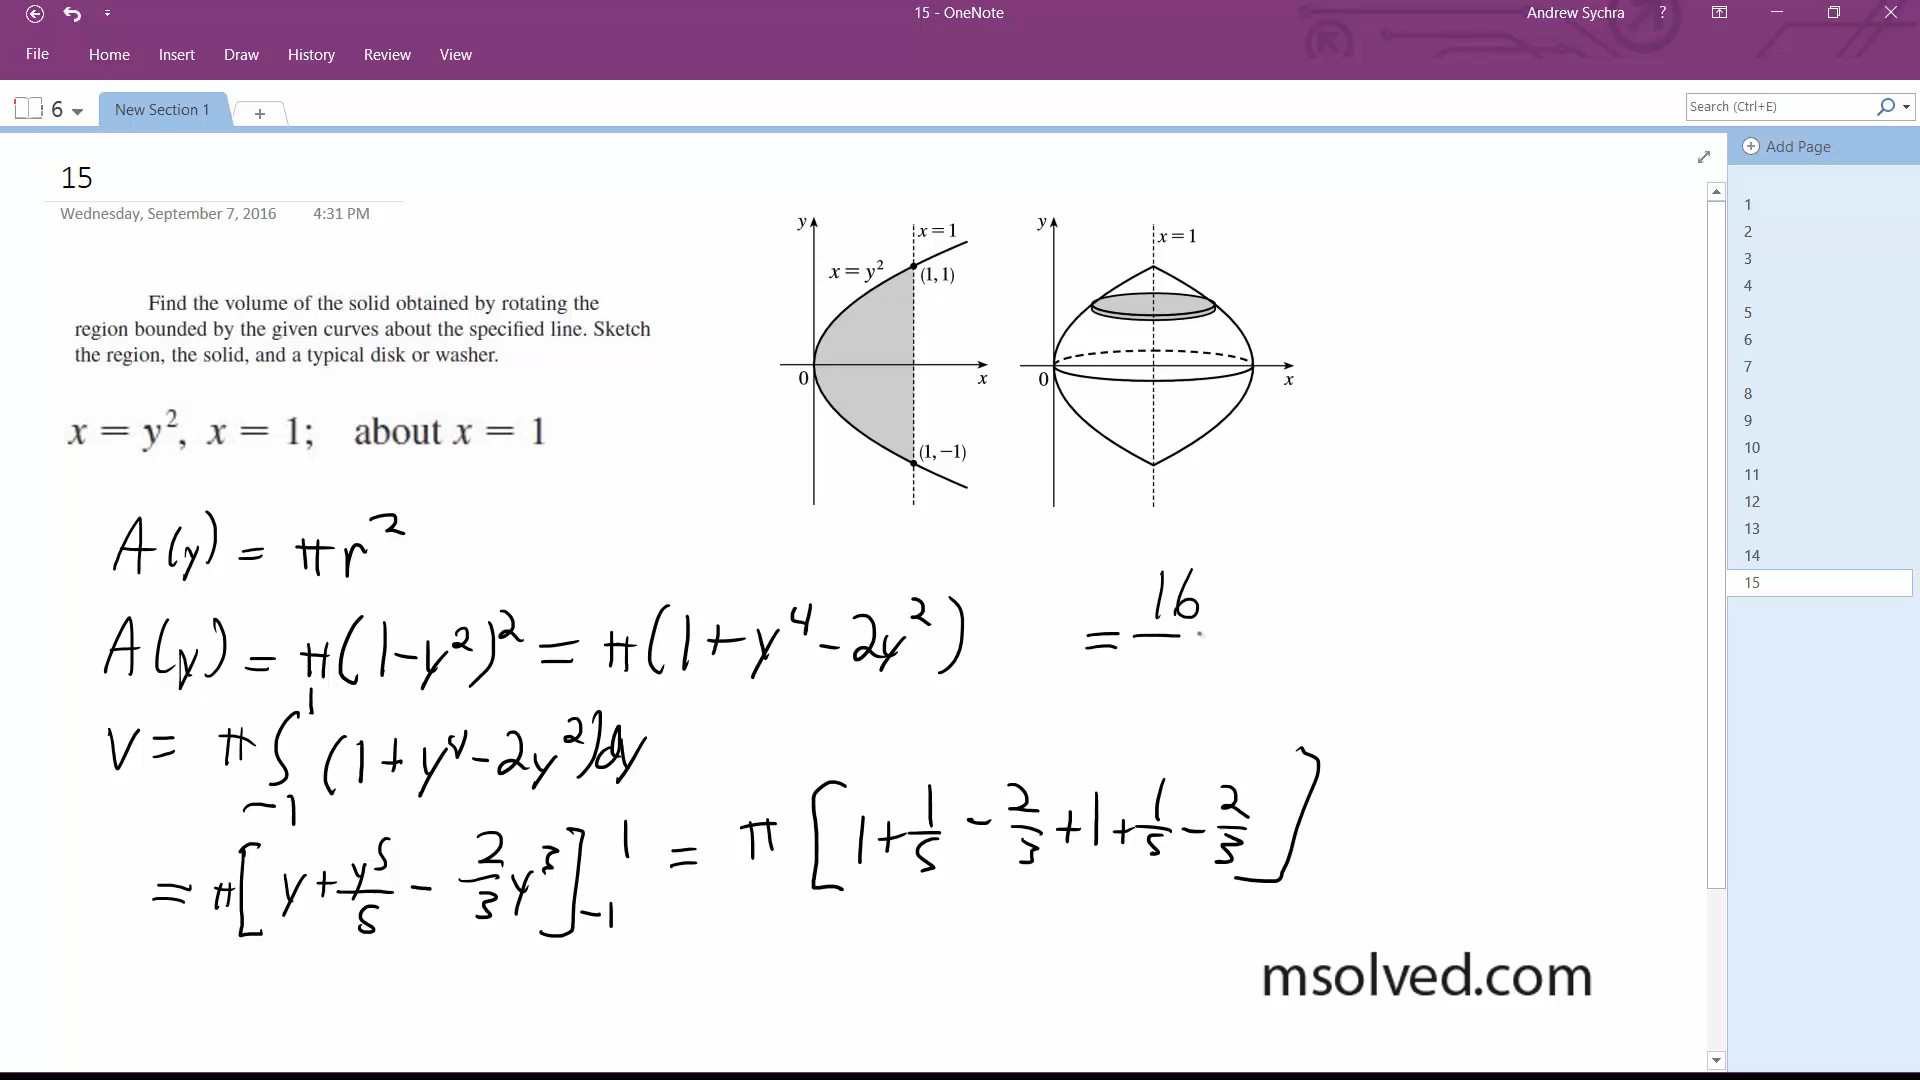 15 - OneNote
Andrew Sychra
?
File Home Insert Draw History Review View
6
New Section 1
+
Search (Ctrl+E)
Add Page
15
Wednesday, September 7, 2016 4:31 PM
Find the volume of the solid obtained by rotating the
region bounded by the given curves about the specified line. Sketch
the region, the solid, and a typical disk or washer.
x = y², x = 1; about x = 1
y
x = 1
x = y²
(1, 1)
0
x
(1, −1)
y
x = 1
0
x
A(y) = πr²
A(y) = π(1-y²)² = π(1+y⁴-2y²)
= 16
V = π∫₋₁¹(1+y⁴-2y²)dy
= π[y + y⁵/5 - 2/3 y³]₋₁¹ = π[1 + 1/5 - 2/3 + 1 + 1/5 - 2/3]
msolved.com
1
2
3
4
5
6
7
8
9
10
11
12
13
14
15